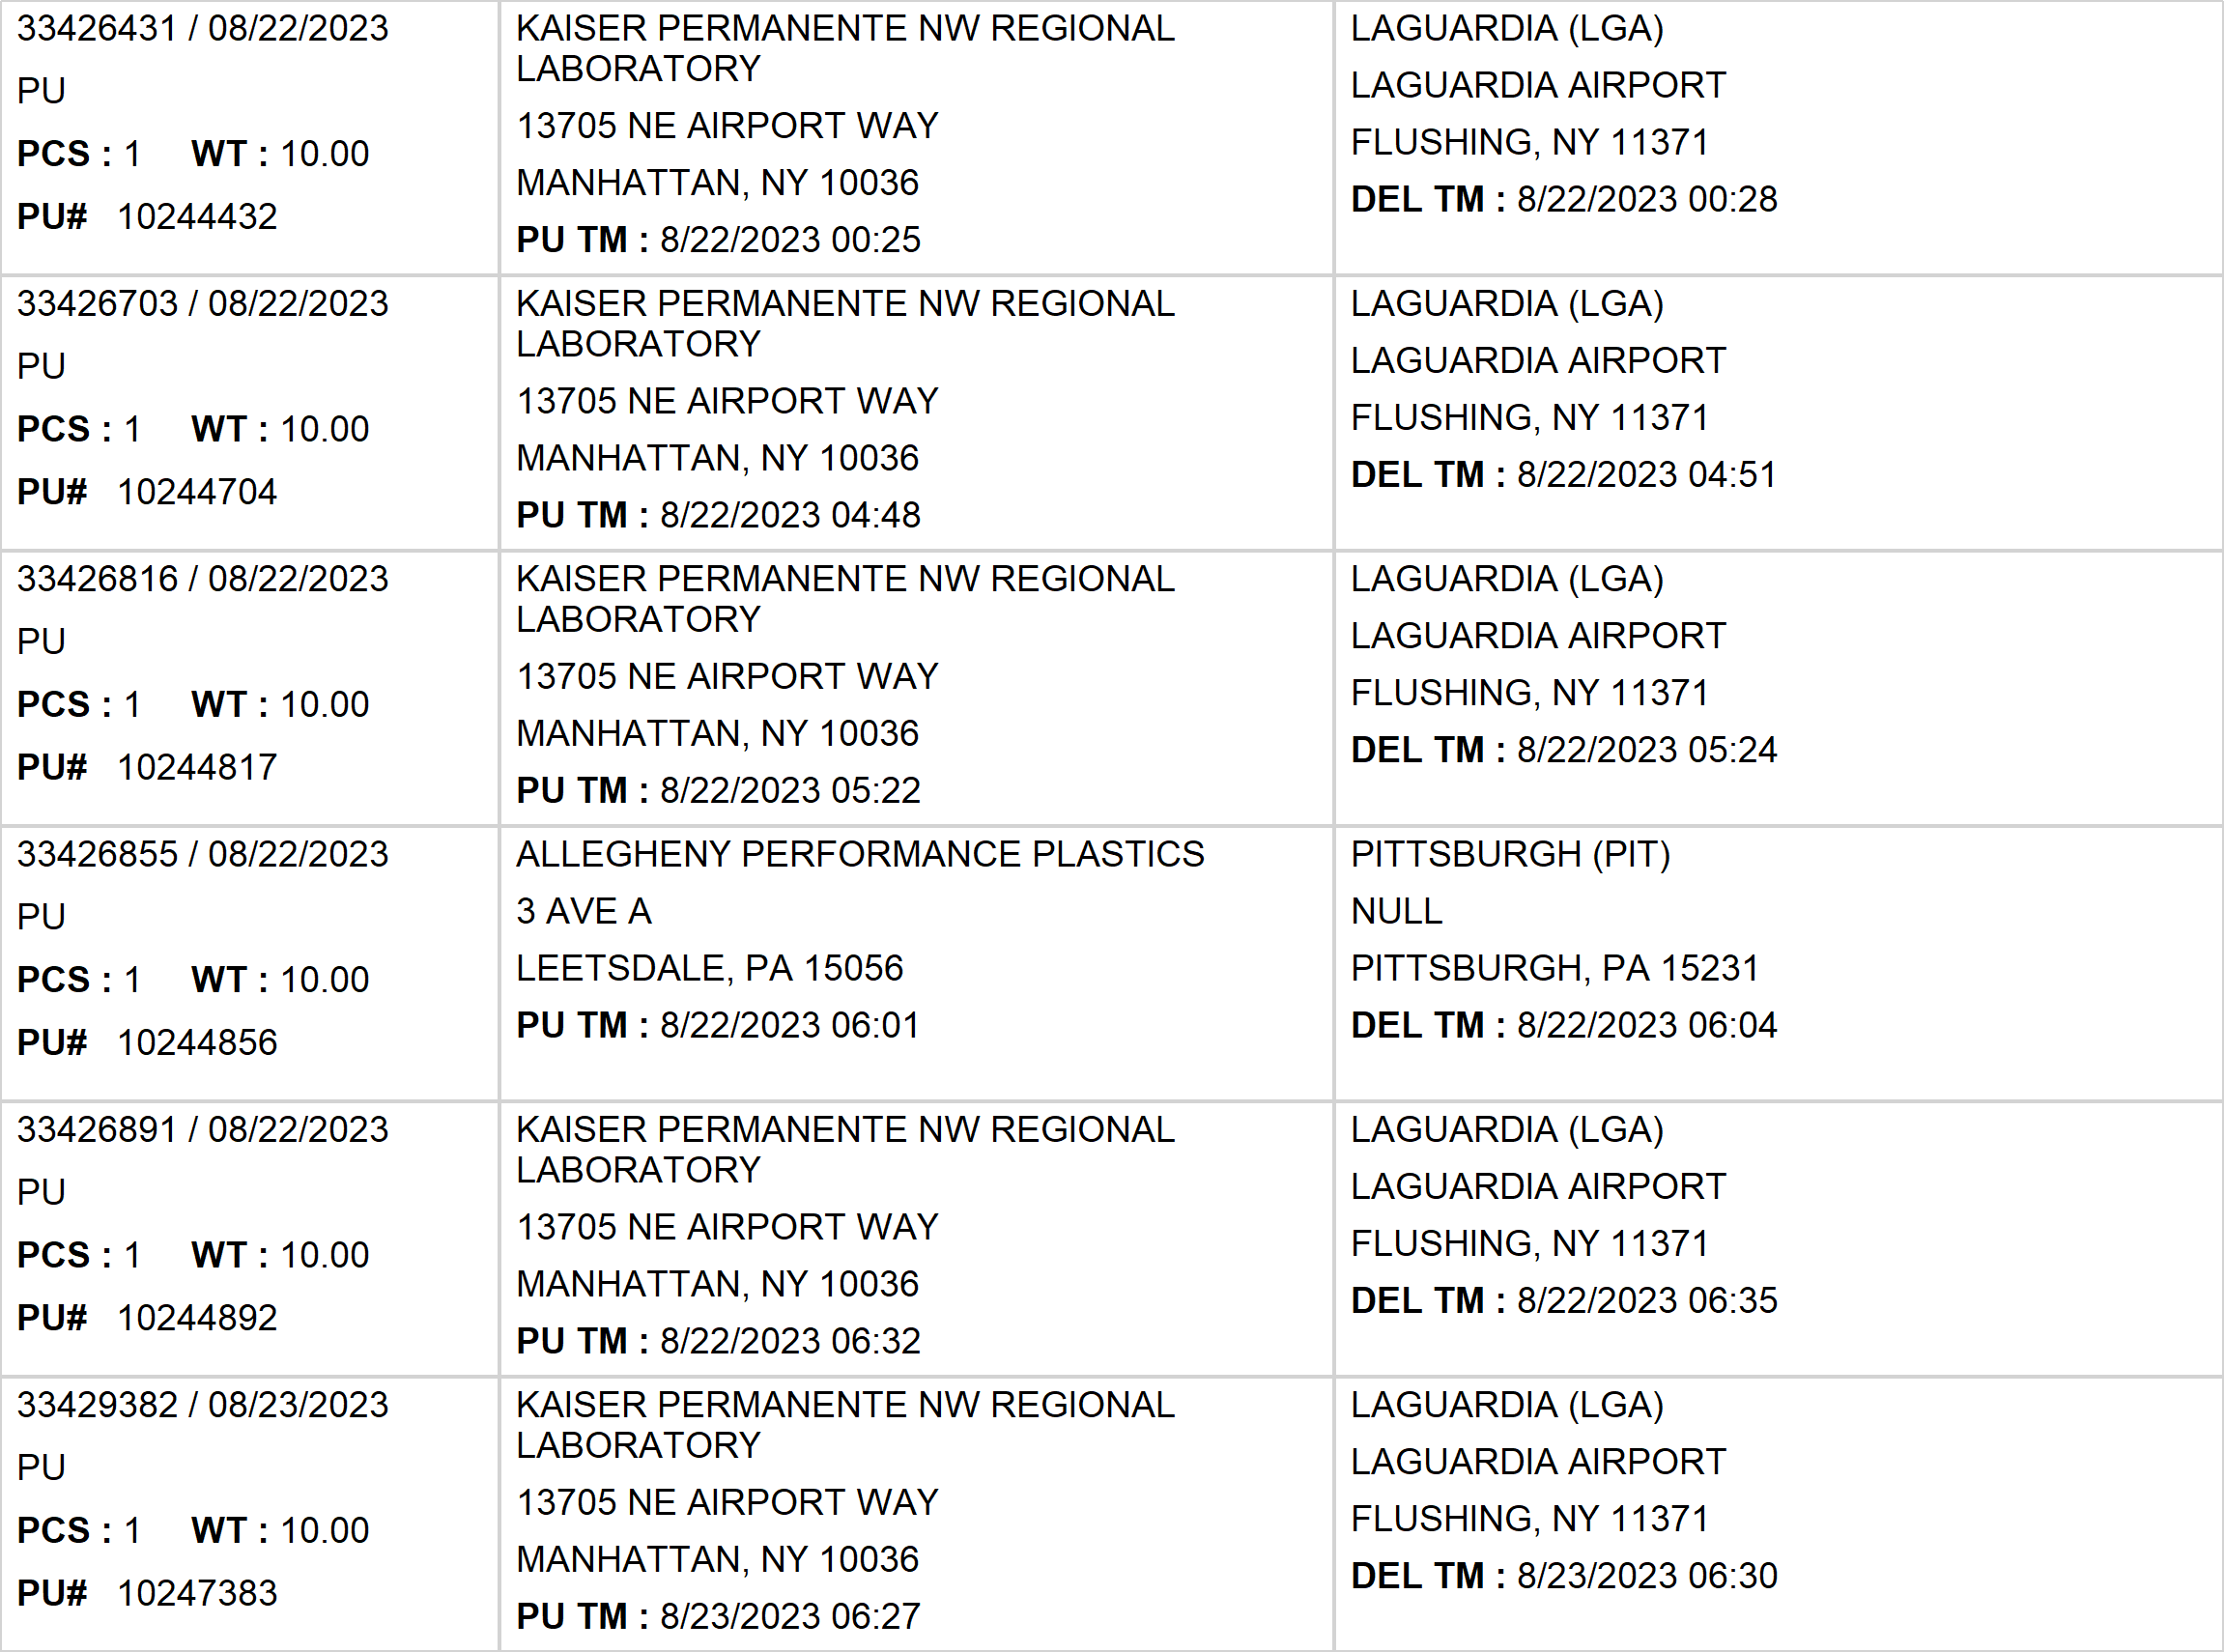 33426431 / 08/22/2023
PU
PCS : 1 WT : 10.00
PU# 10244432
KAISER PERMANENTE NW REGIONAL
LABORATORY
13705 NE AIRPORT WAY
MANHATTAN, NY 10036
PU TM : 8/22/2023 00:25
LAGUARDIA (LGA)
LAGUARDIA AIRPORT
FLUSHING, NY 11371
DEL TM : 8/22/2023 00:28
33426703 / 08/22/2023
PU
PCS : 1 WT : 10.00
PU# 10244704
KAISER PERMANENTE NW REGIONAL
LABORATORY
13705 NE AIRPORT WAY
MANHATTAN, NY 10036
PU TM : 8/22/2023 04:48
LAGUARDIA (LGA)
LAGUARDIA AIRPORT
FLUSHING, NY 11371
DEL TM : 8/22/2023 04:51
33426816 / 08/22/2023
PU
PCS : 1 WT : 10.00
PU# 10244817
KAISER PERMANENTE NW REGIONAL
LABORATORY
13705 NE AIRPORT WAY
MANHATTAN, NY 10036
PU TM : 8/22/2023 05:22
LAGUARDIA (LGA)
LAGUARDIA AIRPORT
FLUSHING, NY 11371
DEL TM : 8/22/2023 05:24
33426855 / 08/22/2023
PU
PCS : 1 WT : 10.00
PU# 10244856
ALLEGHENY PERFORMANCE PLASTICS
3 AVE A
LEETSDALE, PA 15056
PU TM : 8/22/2023 06:01
PITTSBURGH (PIT)
NULL
PITTSBURGH, PA 15231
DEL TM : 8/22/2023 06:04
33426891 / 08/22/2023
PU
PCS : 1 WT : 10.00
PU# 10244892
KAISER PERMANENTE NW REGIONAL
LABORATORY
13705 NE AIRPORT WAY
MANHATTAN, NY 10036
PU TM : 8/22/2023 06:32
LAGUARDIA (LGA)
LAGUARDIA AIRPORT
FLUSHING, NY 11371
DEL TM : 8/22/2023 06:35
33429382 / 08/23/2023
PU
PCS : 1 WT : 10.00
PU# 10247383
KAISER PERMANENTE NW REGIONAL
LABORATORY
13705 NE AIRPORT WAY
MANHATTAN, NY 10036
PU TM : 8/23/2023 06:27
LAGUARDIA (LGA)
LAGUARDIA AIRPORT
FLUSHING, NY 11371
DEL TM : 8/23/2023 06:30